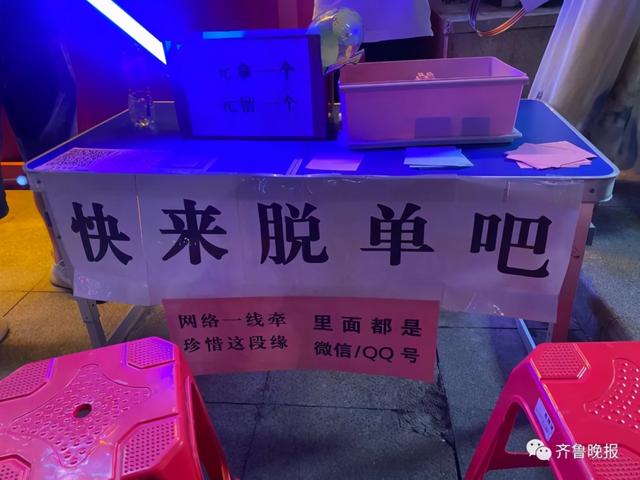 元拿一个
元留一个
快来脱单吧
网络一线牵
珍惜这段缘
里面都是
微信/QQ号
齐鲁晚报